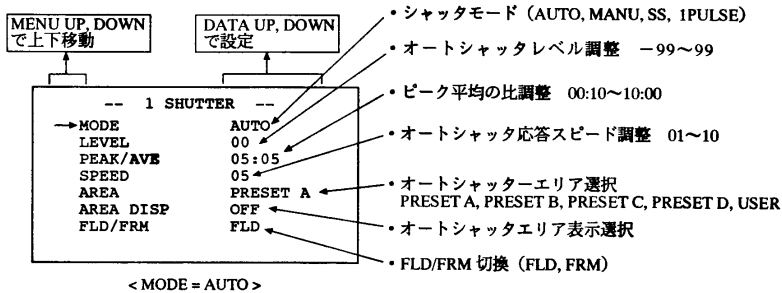 MENU UP, DOWN
で上下移動
DATA UP, DOWN
で設定
-- 1 SHUTTER --
MODE AUTO
LEVEL 00
PEAK/AVE 05:05
SPEED 05
AREA PRESET A
AREA DISP OFF
FLD/FRM FLD
< MODE = AUTO >
・シャッタモード（AUTO, MANU, SS, 1PULSE）
・オートシャッタレベル調整 －99〜99
・ピーク平均の比調整 00:10〜10:00
・オートシャッタ応答スピード調整 01〜10
・オートシャッターエリア選択
PRESET A, PRESET B, PRESET C, PRESET D, USER
・オートシャッタエリア表示選択
・FLD/FRM 切換（FLD, FRM）